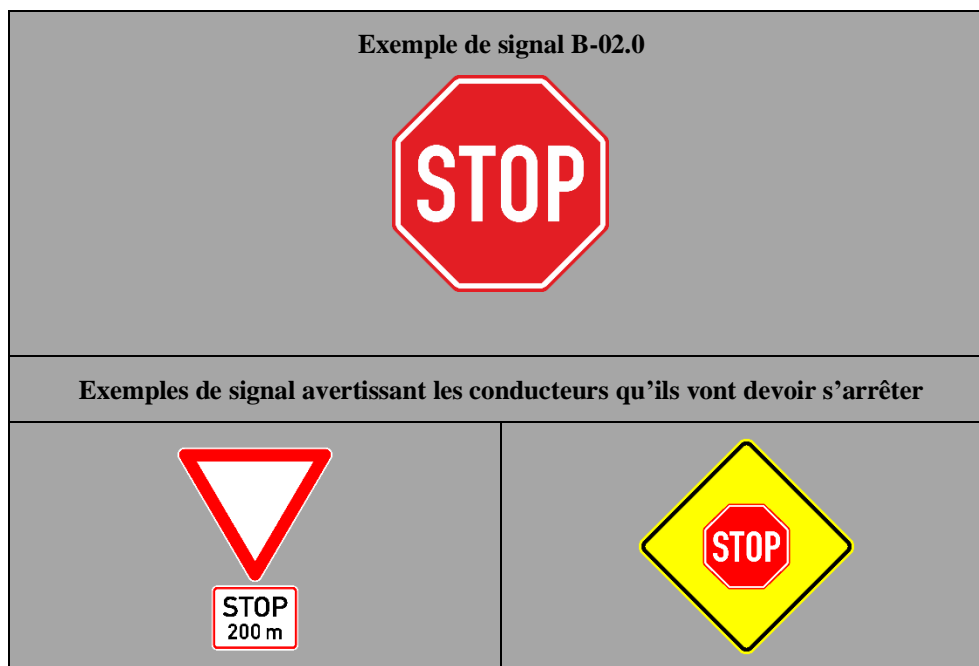 Exemple de signal B-02.0
STOP
Exemples de signal avertissant les conducteurs qu’ils vont devoir s’arrêter
STOP
200 m
STOP